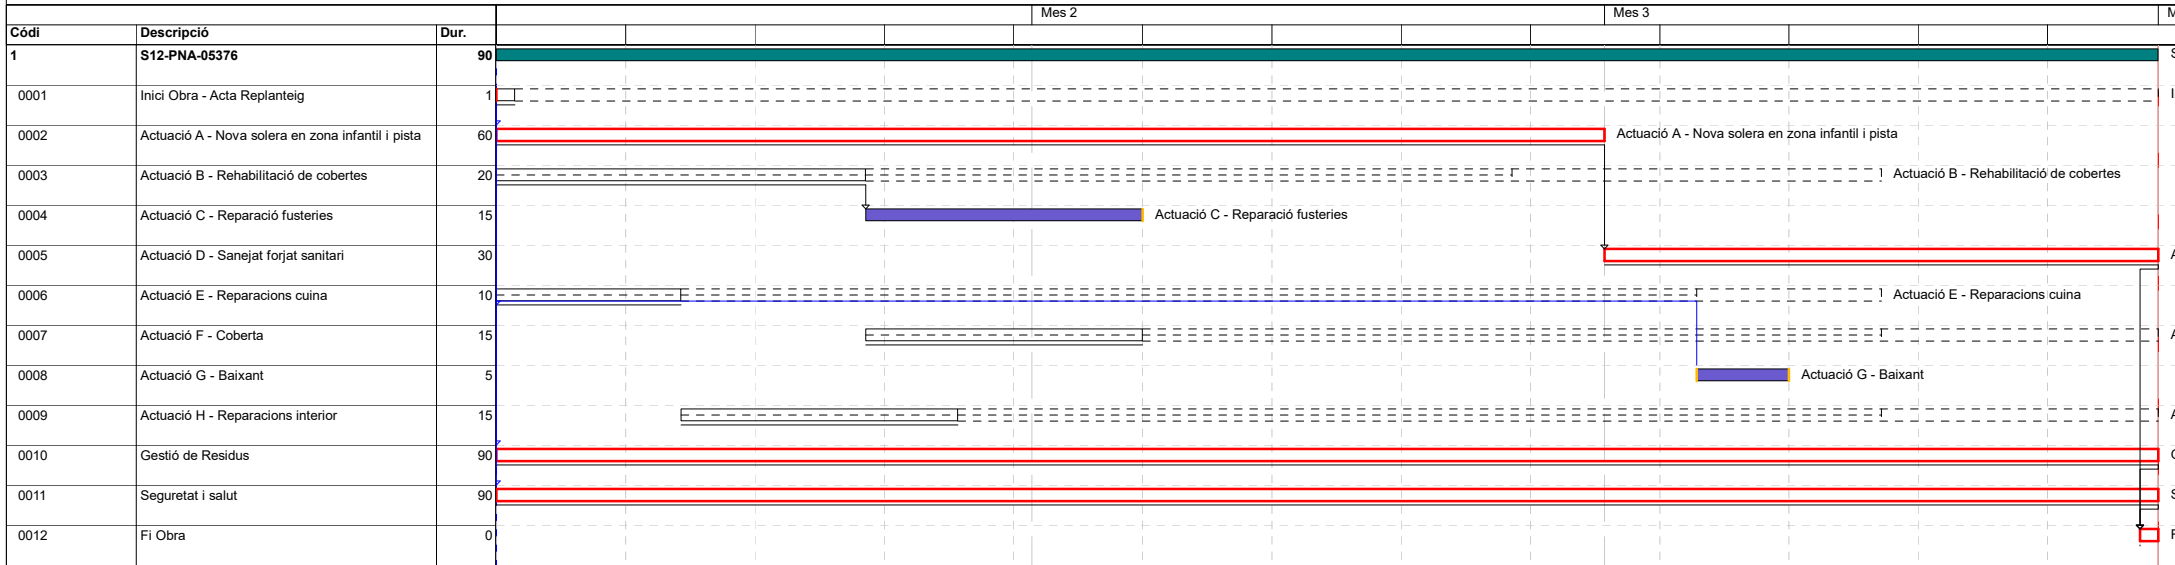 Mes 2 Mes 3 M
Códi Descripció Dur.
1 S12-PNA-05376 90
0001 Inici Obra - Acta Replanteig 1
0002 Actuació A - Nova solera en zona infantil i pista 60 Actuació A - Nova solera en zona infantil i pista
0003 Actuació B - Rehabilitació de cobertes 20 Actuació B - Rehabilitació de cobertes
0004 Actuació C - Reparació fusteries 15 Actuació C - Reparació fusteries
0005 Actuació D - Sanejat forjat sanitari 30
0006 Actuació E - Reparacions cuina 10 Actuació E - Reparacions cuina
0007 Actuació F - Coberta 15
0008 Actuació G - Baixant 5 Actuació G - Baixant
0009 Actuació H - Reparacions interior 15
0010 Gestió de Residus 90
0011 Seguretat i salut 90
0012 Fi Obra 0